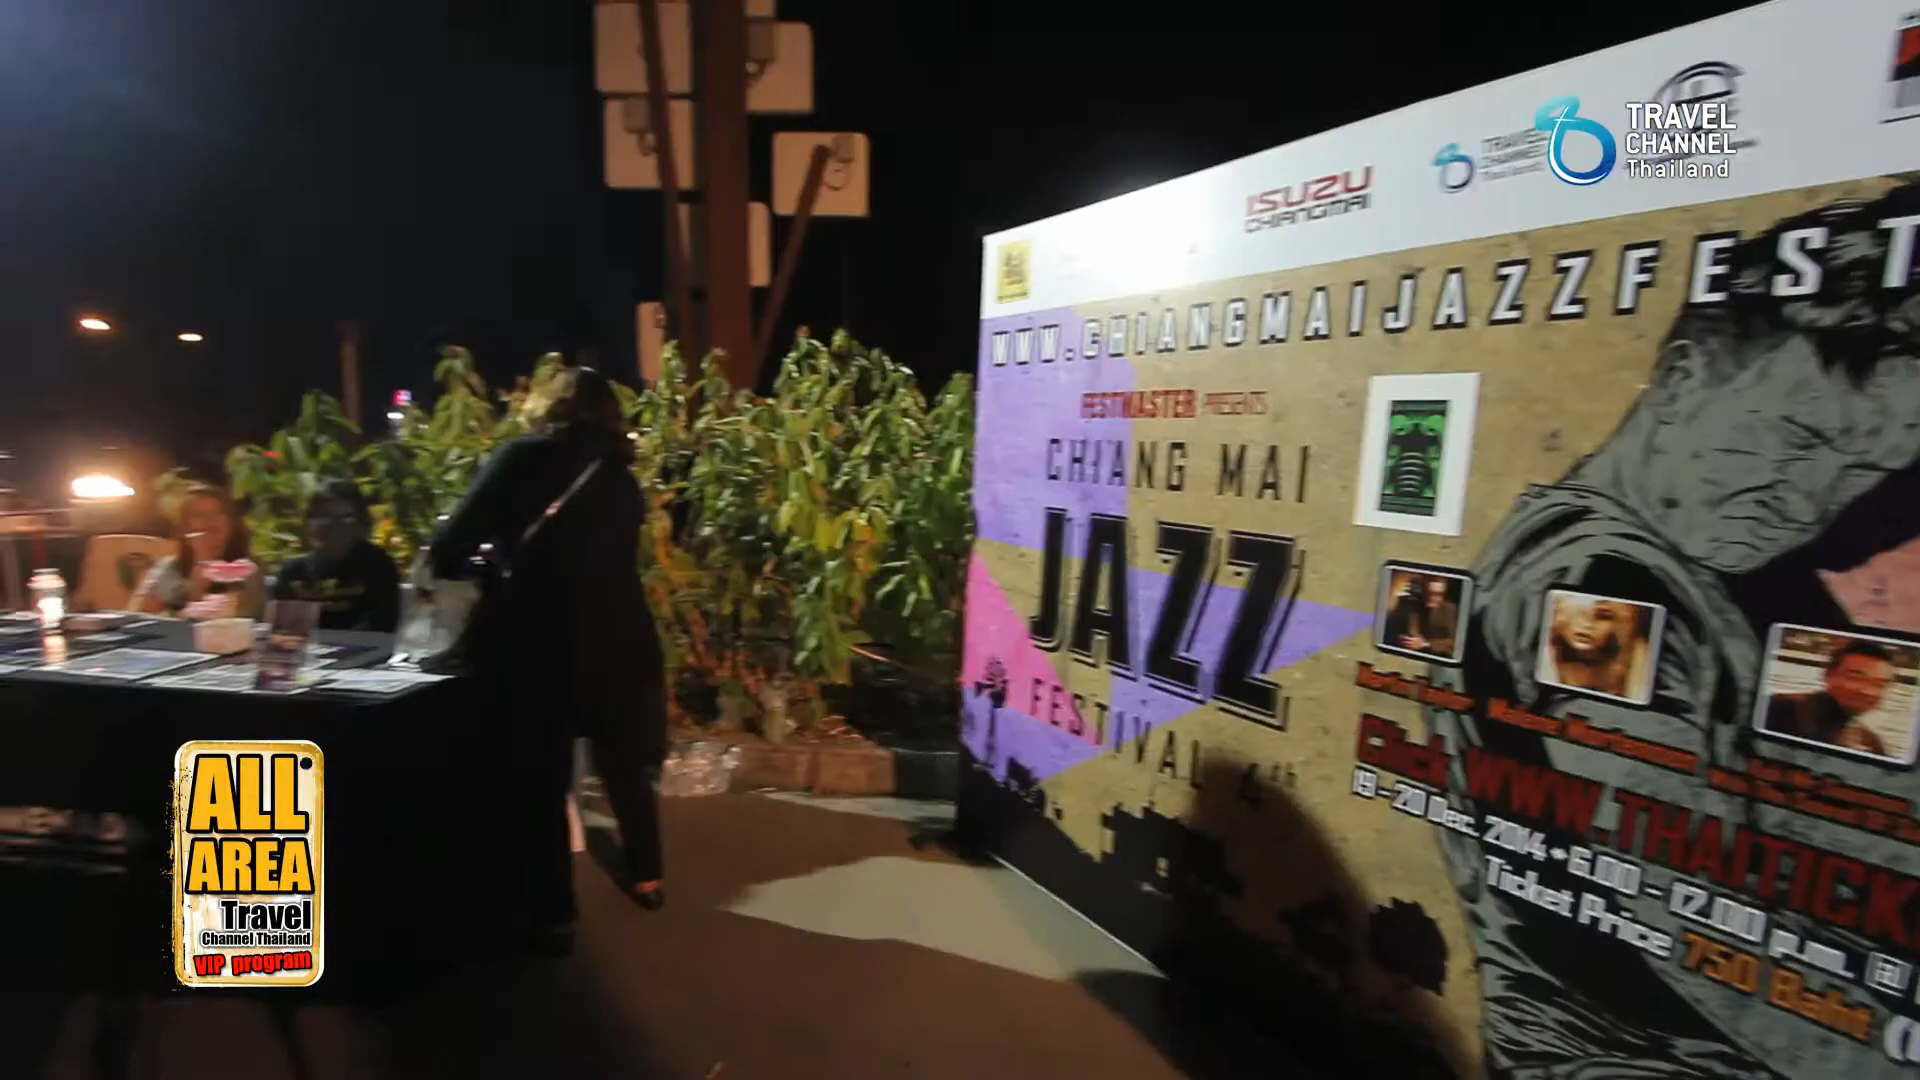 TRAVEL
CHANNEL
Thailand
ISUZU
CHIANGMAI
WWW.CHIANGMAIJAZZFEST
FESTMASTER PRESENTS
CHIANG MAI
JAZZ
FESTIVAL 4th
Click WWW.THAITICK
19 - 20 Dec. 2014 • 6.00 - 12.00 p.m. @
Ticket Price 750 Baht
ALL
AREA
Travel
Channel Thailand
VIP program